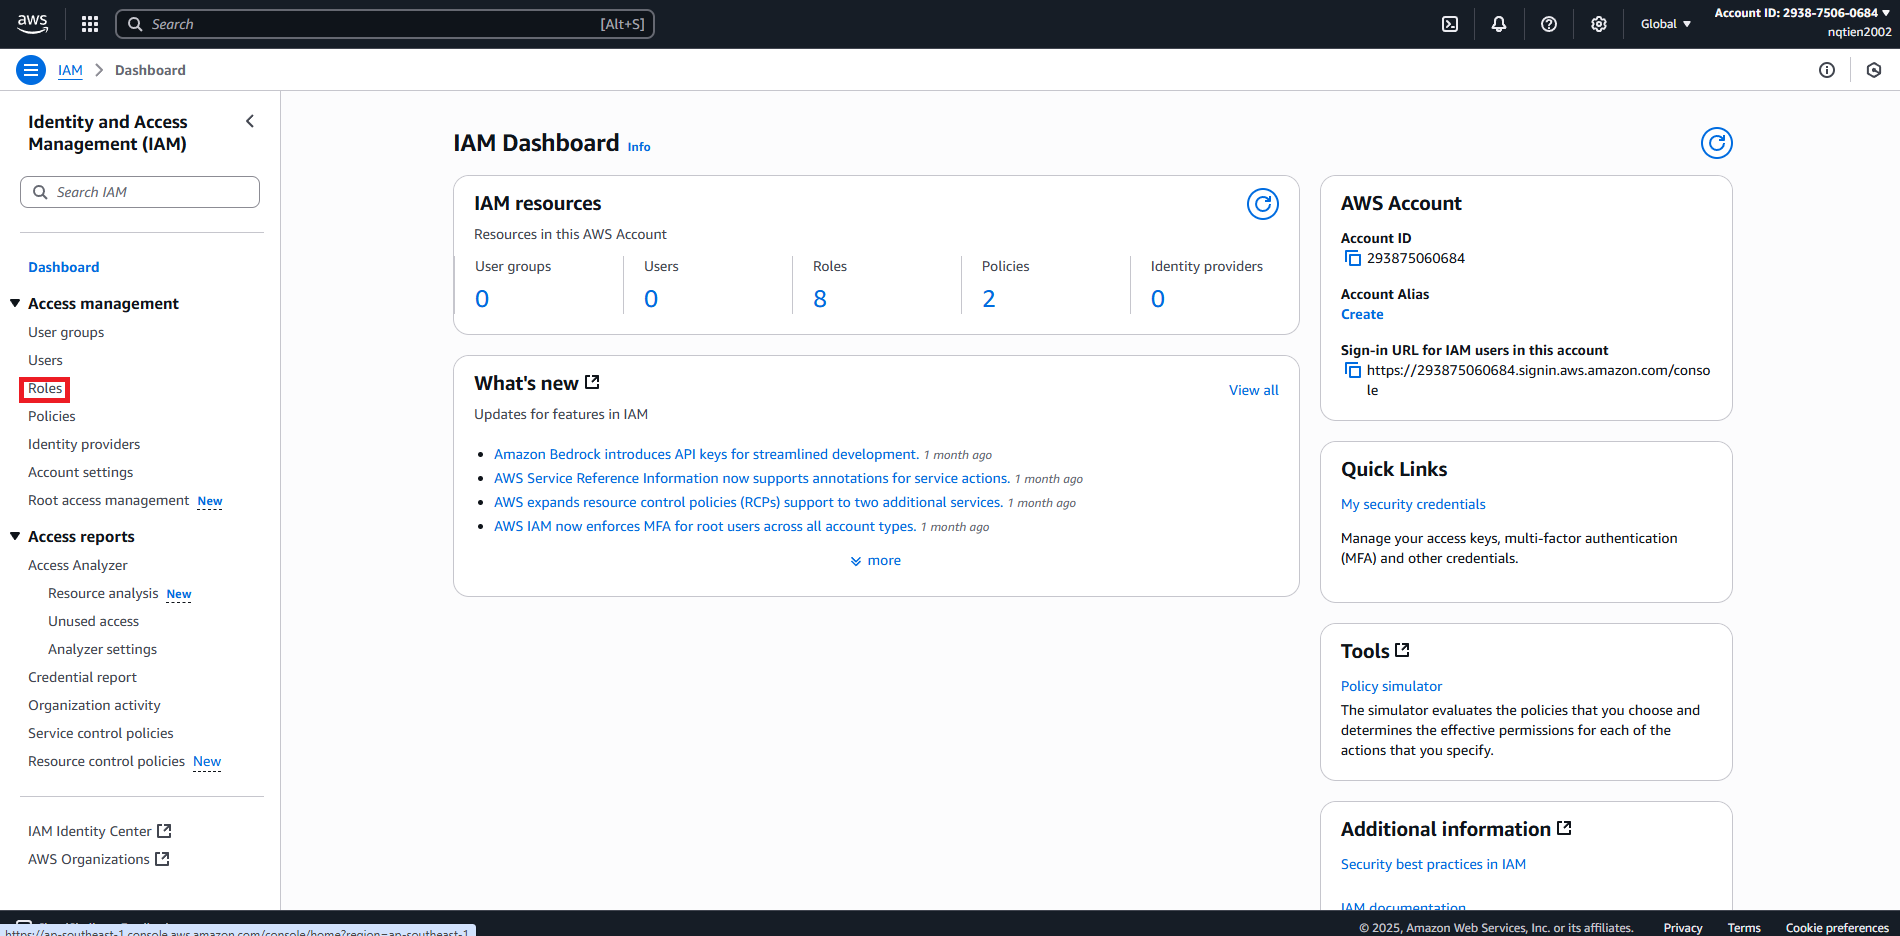 aws
Search
[Alt+S]
Global
Account ID: 2938-7506-0684
nqtien2002
IAM
Dashboard
Identity and Access
Management (IAM)
Search IAM
Dashboard
Access management
User groups
Users
Roles
Policies
Identity providers
Account settings
Root access management New
Access reports
Access Analyzer
Resource analysis New
Unused access
Analyzer settings
Credential report
Organization activity
Service control policies
Resource control policies New
IAM Identity Center
AWS Organizations
IAM Dashboard Info
IAM resources
Resources in this AWS Account
User groups
0
Users
0
Roles
8
Policies
2
Identity providers
0
What's new
View all
Updates for features in IAM
Amazon Bedrock introduces API keys for streamlined development. 1 month ago
AWS Service Reference Information now supports annotations for service actions. 1 month ago
AWS expands resource control policies (RCPs) support to two additional services. 1 month ago
AWS IAM now enforces MFA for root users across all account types. 1 month ago
more
AWS Account
Account ID
293875060684
Account Alias
Create
Sign-in URL for IAM users in this account
https://293875060684.signin.aws.amazon.com/conso
le
Quick Links
My security credentials
Manage your access keys, multi-factor authentication
(MFA) and other credentials.
Tools
Policy simulator
The simulator evaluates the policies that you choose and
determines the effective permissions for each of the
actions that you specify.
Additional information
Security best practices in IAM
IAM documentation
https://ap-southeast-1.console.aws.amazon.com/console/home?region=ap-southeast-1
© 2025, Amazon Web Services, Inc. or its affiliates.
Privacy
Terms
Cookie preferences